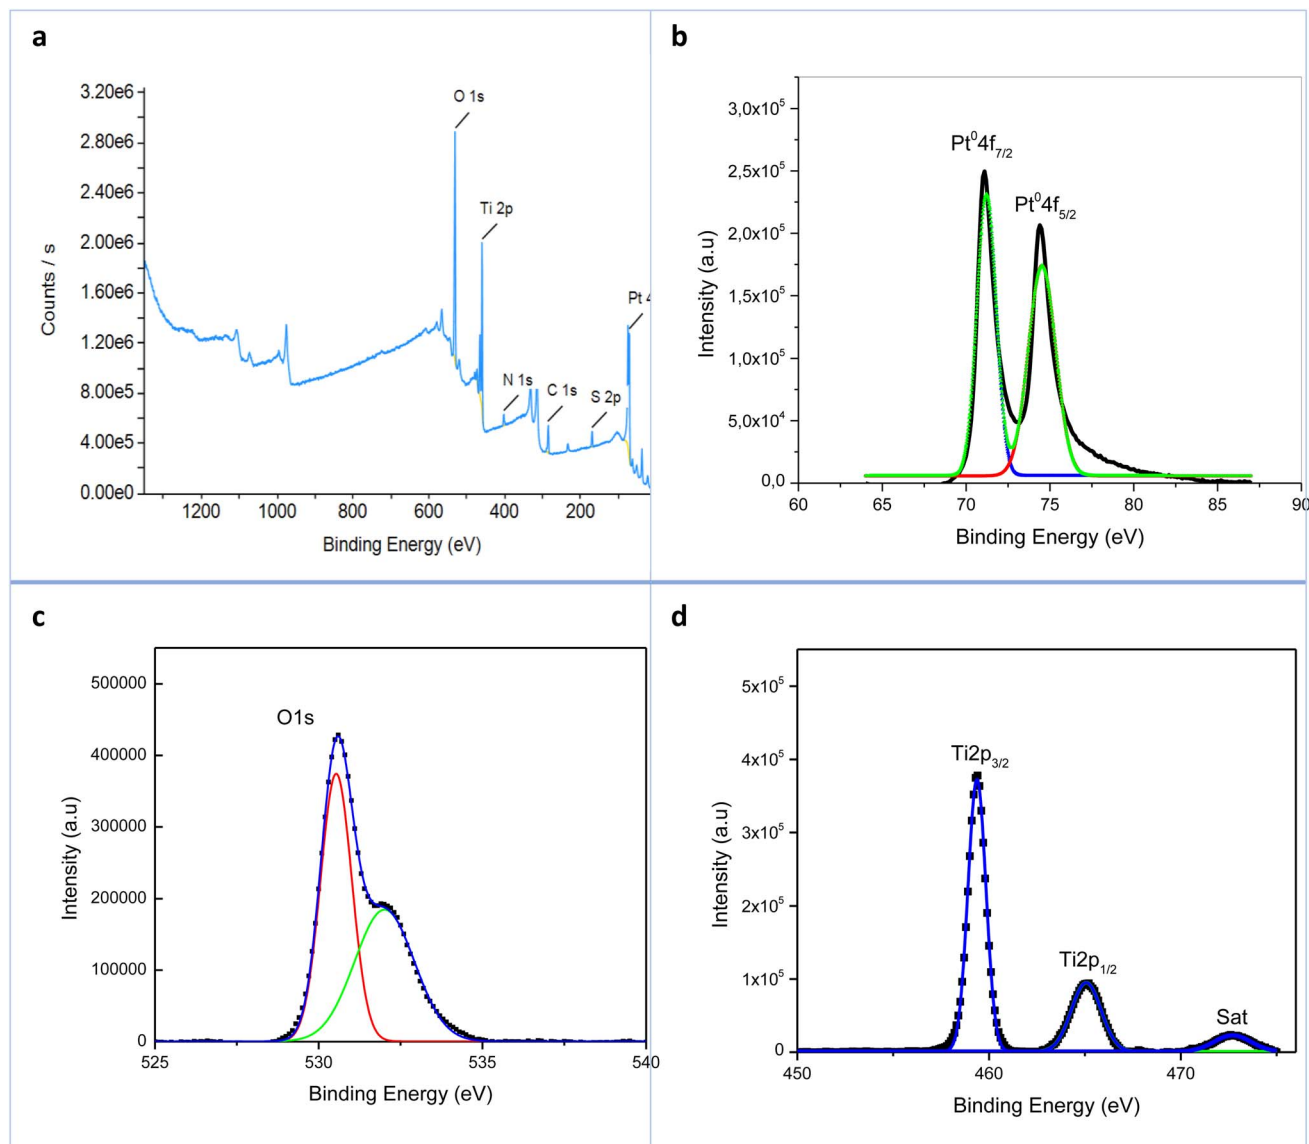 a
3.20e6
2.80e6
2.40e6
2.00e6
1.60e6
1.20e6
8.00e5
4.00e5
0.00e0
Counts / s
O 1s
Ti 2p
Pt 4
N 1s
C 1s
S 2p
1200 1000 800 600 400 200
Binding Energy (eV)
b
3,0x10⁵
2,5x10⁵
2,0x10⁵
1,5x10⁵
1,0x10⁵
5,0x10⁴
0,0
Intensity (a.u)
Pt⁰4f7/2
Pt⁰4f5/2
60 65 70 75 80 85 90
Binding Energy (eV)
c
500000
400000
300000
200000
100000
0
Intensity (a.u)
O1s
525 530 535 540
Binding Energy (eV)
d
5x10⁵
4x10⁵
3x10⁵
2x10⁵
1x10⁵
0
Intensity (a.u)
Ti2p3/2
Ti2p1/2
Sat
450 460 470
Binding Energy (eV)